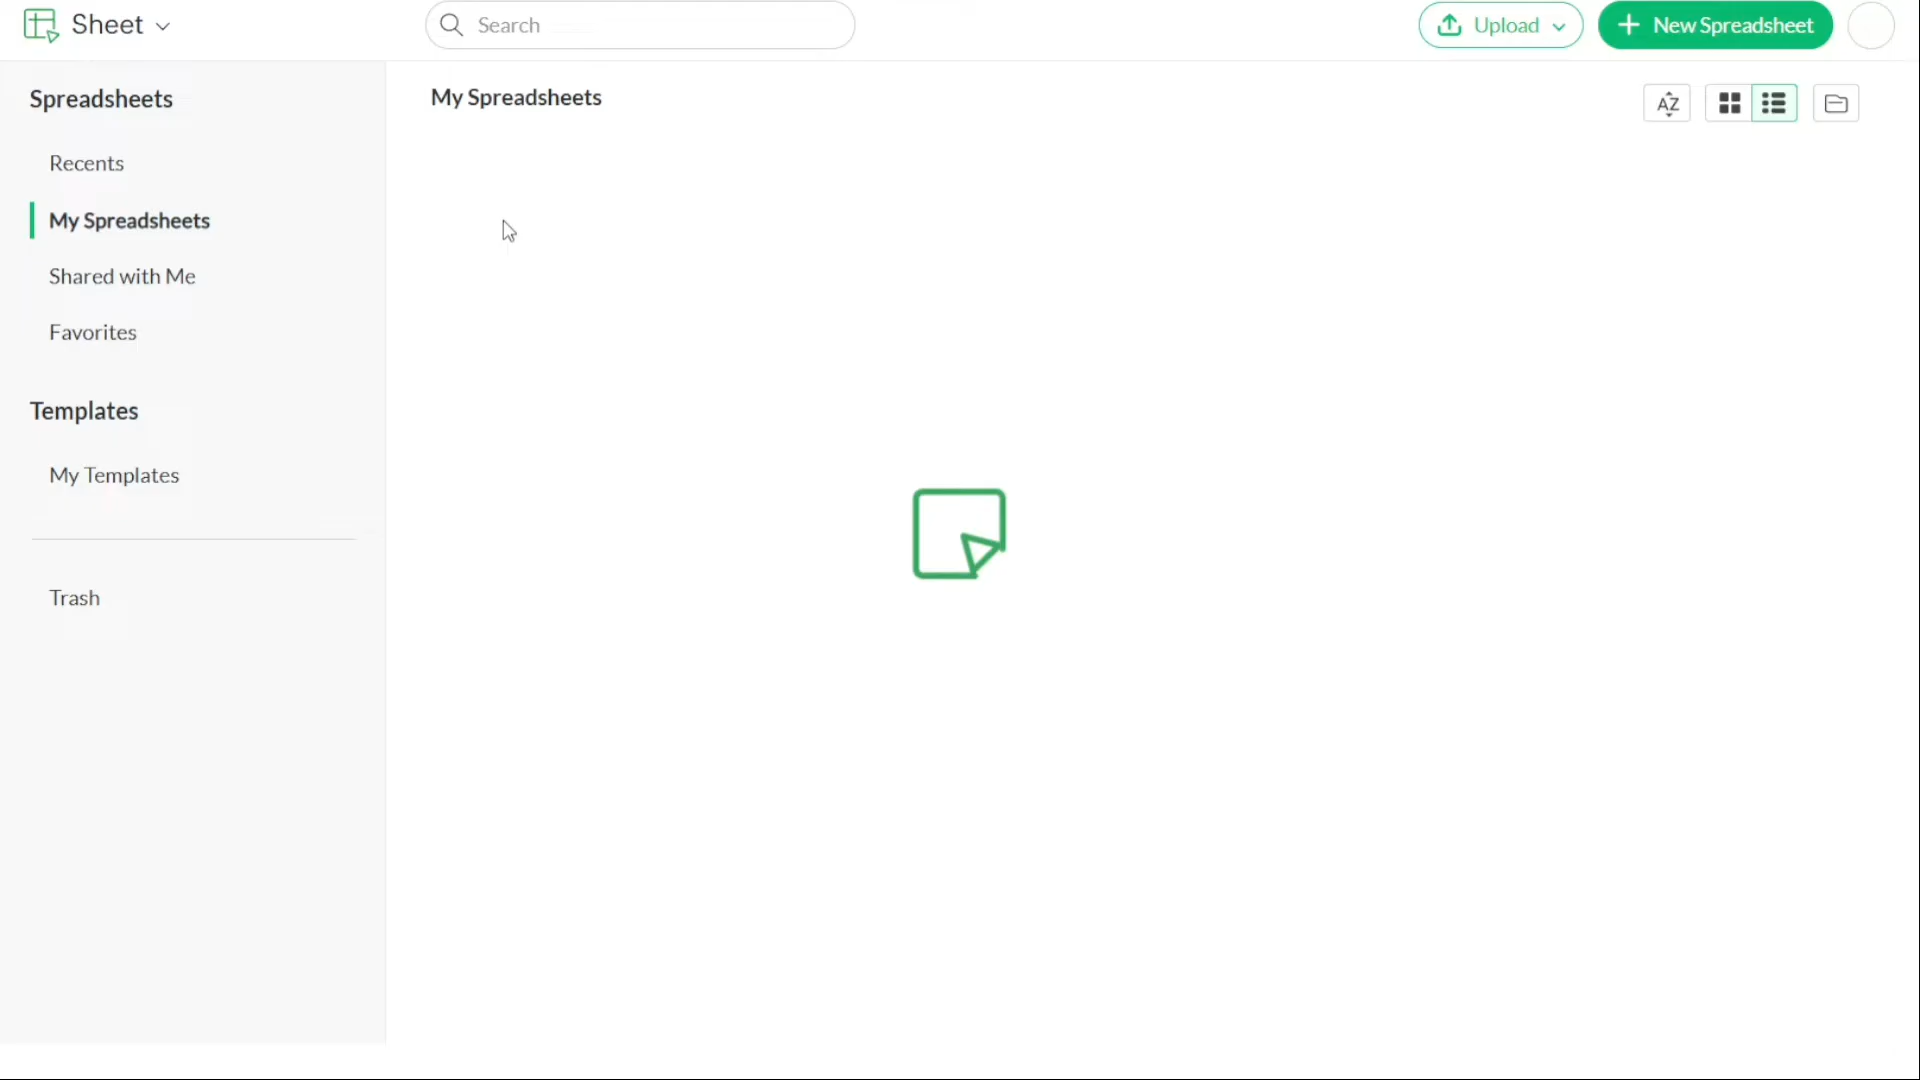 Sheet
Search
Upload
New Spreadsheet
Spreadsheets
Recents
My Spreadsheets
Shared with Me
Favorites
Templates
My Templates
Trash
My Spreadsheets
AZ